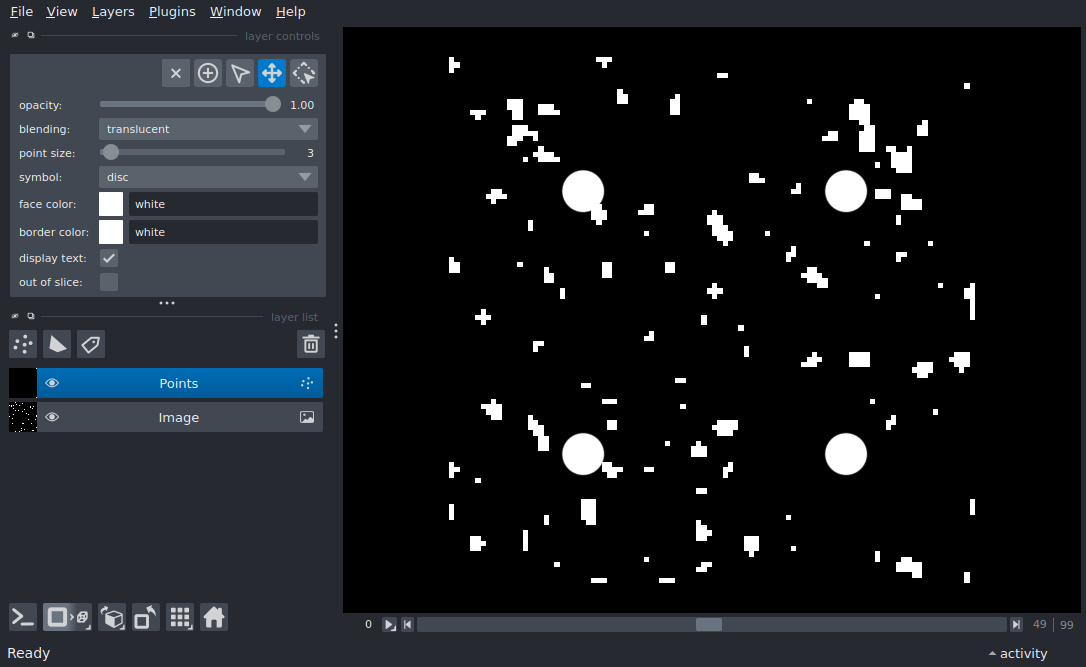 File View Layers Plugins Window Help
layer controls
opacity: 1.00
blending: translucent
point size: 3
symbol: disc
face color: white
border color: white
display text:
out of slice:
layer list
Points
Image
0 49 | 99
Ready activity